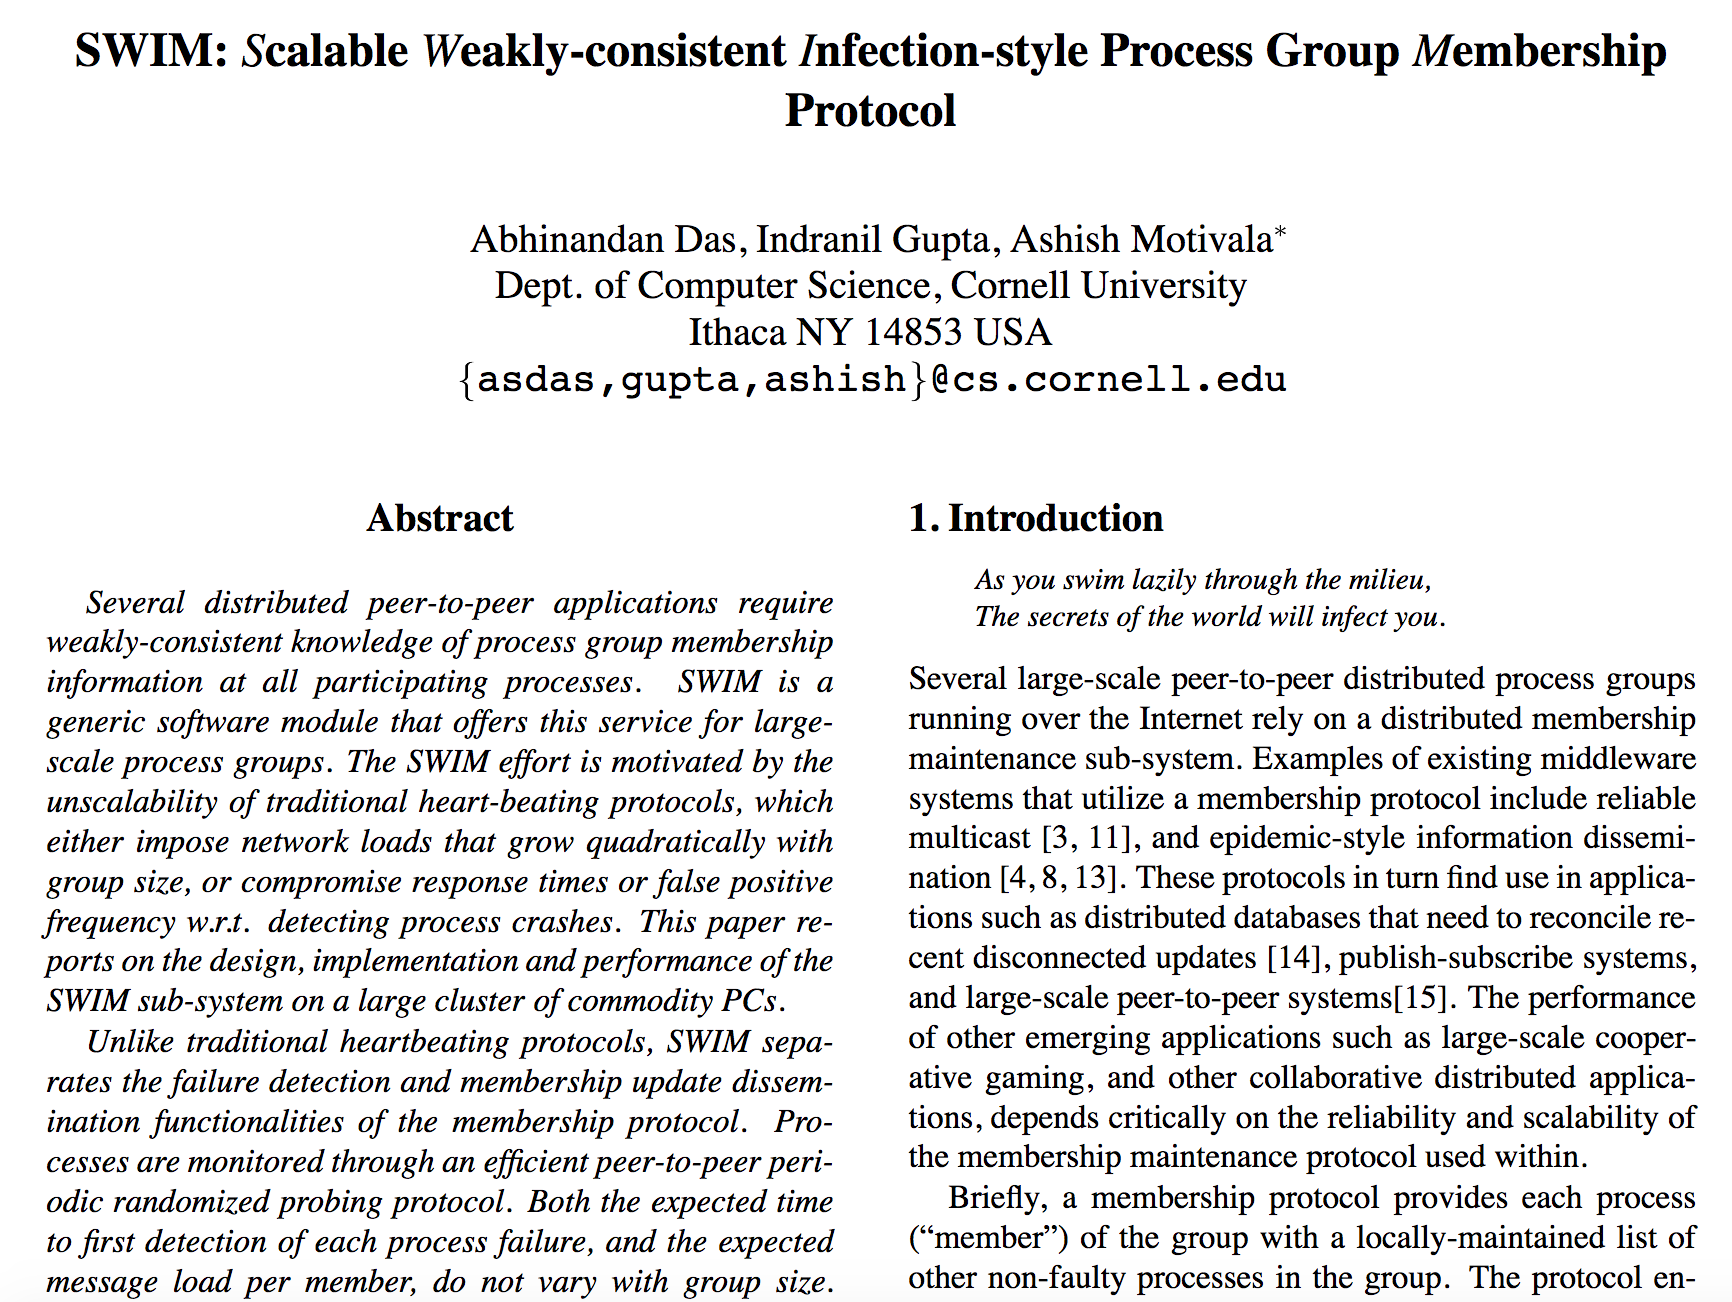 SWIM: Scalable Weakly-consistent Infection-style Process Group Membership
Protocol
Abhinandan Das, Indranil Gupta, Ashish Motivala*
Dept. of Computer Science, Cornell University
Ithaca NY 14853 USA
{asdas,gupta,ashish}@cs.cornell.edu
Abstract
Several distributed peer-to-peer applications require
weakly-consistent knowledge of process group membership
information at all participating processes. SWIM is a
generic software module that offers this service for large-
scale process groups. The SWIM effort is motivated by the
unscalability of traditional heart-beating protocols, which
either impose network loads that grow quadratically with
group size, or compromise response times or false positive
frequency w.r.t. detecting process crashes. This paper re-
ports on the design, implementation and performance of the
SWIM sub-system on a large cluster of commodity PCs.
Unlike traditional heartbeating protocols, SWIM sepa-
rates the failure detection and membership update dissem-
ination functionalities of the membership protocol. Pro-
cesses are monitored through an efficient peer-to-peer peri-
odic randomized probing protocol. Both the expected time
to first detection of each process failure, and the expected
message load per member, do not vary with group size.
1. Introduction
As you swim lazily through the milieu,
The secrets of the world will infect you.
Several large-scale peer-to-peer distributed process groups
running over the Internet rely on a distributed membership
maintenance sub-system. Examples of existing middleware
systems that utilize a membership protocol include reliable
multicast [3, 11], and epidemic-style information dissemi-
nation [4, 8, 13]. These protocols in turn find use in applica-
tions such as distributed databases that need to reconcile re-
cent disconnected updates [14], publish-subscribe systems,
and large-scale peer-to-peer systems[15]. The performance
of other emerging applications such as large-scale cooper-
ative gaming, and other collaborative distributed applica-
tions, depends critically on the reliability and scalability of
the membership maintenance protocol used within.
Briefly, a membership protocol provides each process
(“member”) of the group with a locally-maintained list of
other non-faulty processes in the group. The protocol en-